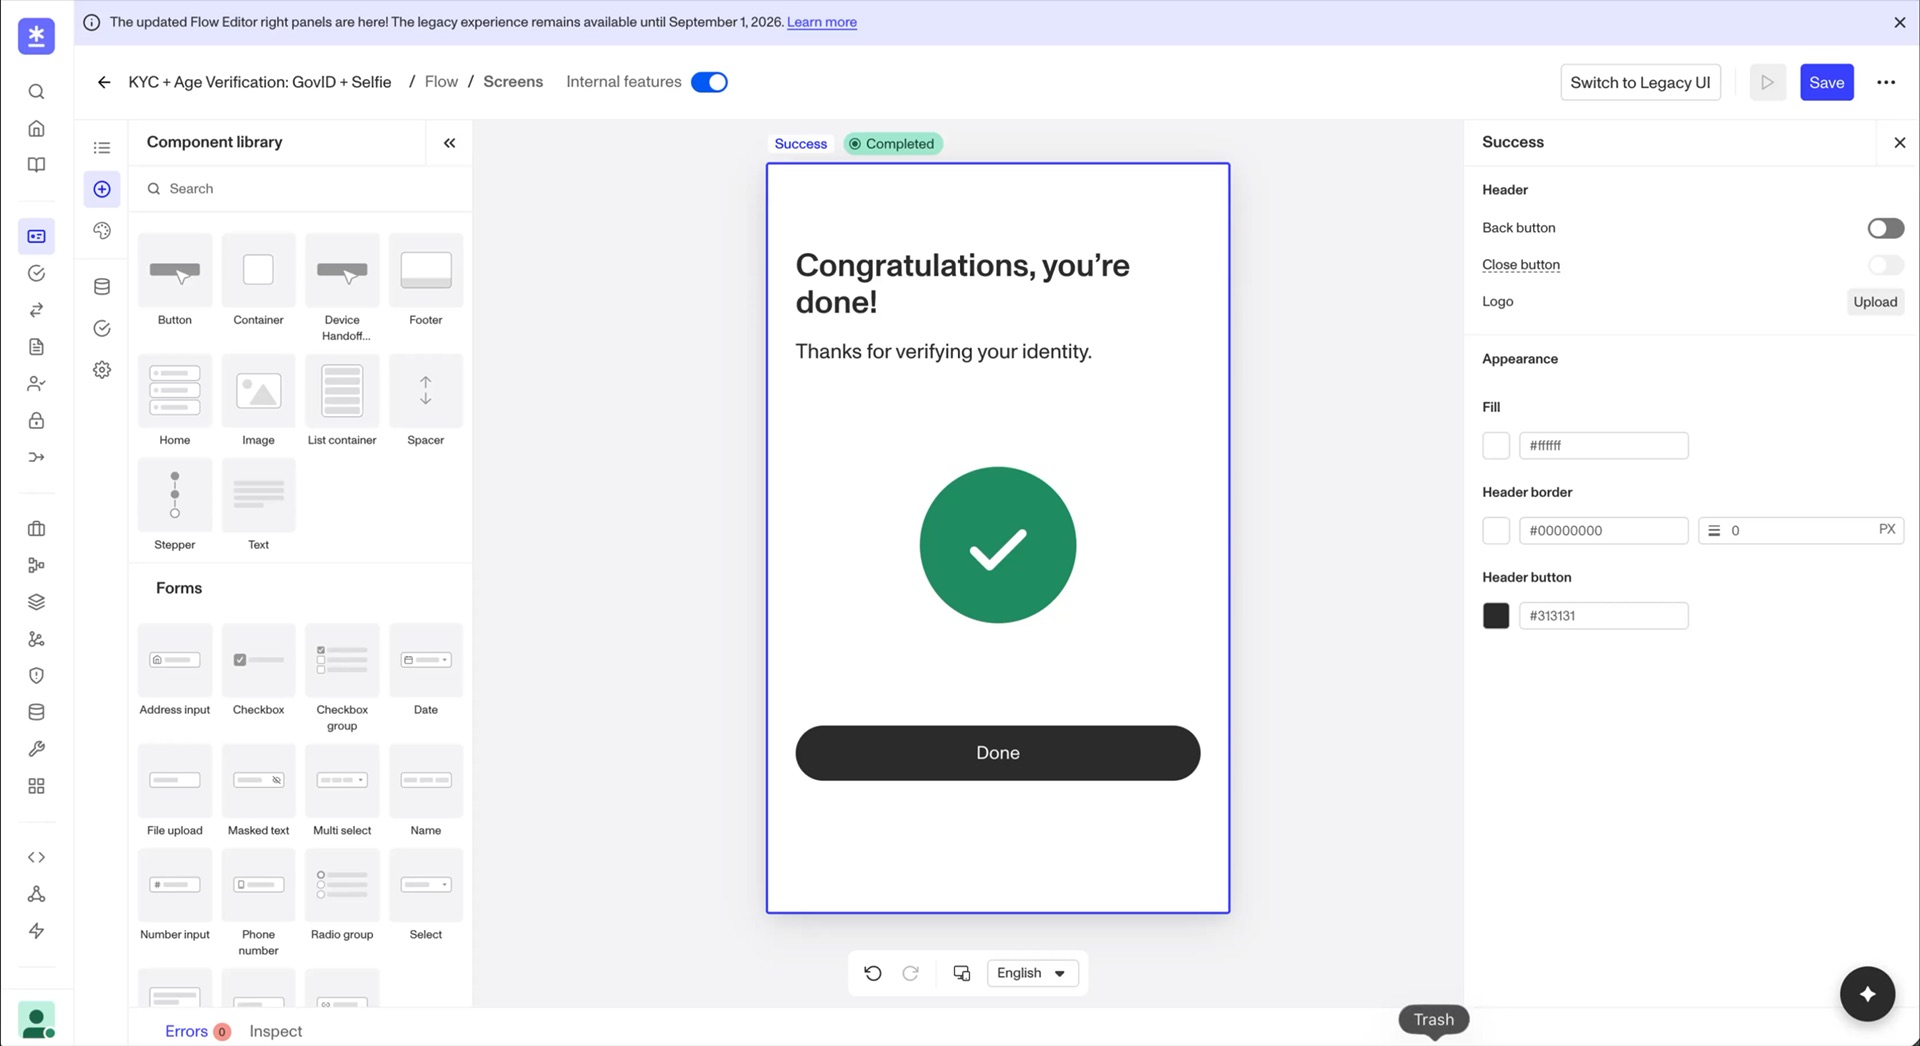 The updated Flow Editor right panels are here! The legacy experience remains available until September 1, 2026. Learn more
KYC + Age Verification: GovID + Selfie / Flow / Screens Internal features
Switch to Legacy UI
Save
Component library
Search
Button
Container
Device Handoff...
Footer
Home
Image
List container
Spacer
Stepper
Text
Forms
Address input
Checkbox
Checkbox group
Date
File upload
Masked text
Multi select
Name
Number input
Phone number
Radio group
Select
Errors 0 Inspect
Success Completed
Congratulations, you’re
done!
Thanks for verifying your identity.
Done
English
Success
Header
Back button
Close button
Logo Upload
Appearance
Fill
#ffffff
Header border
#00000000 0 PX
Header button
#313131
Trash